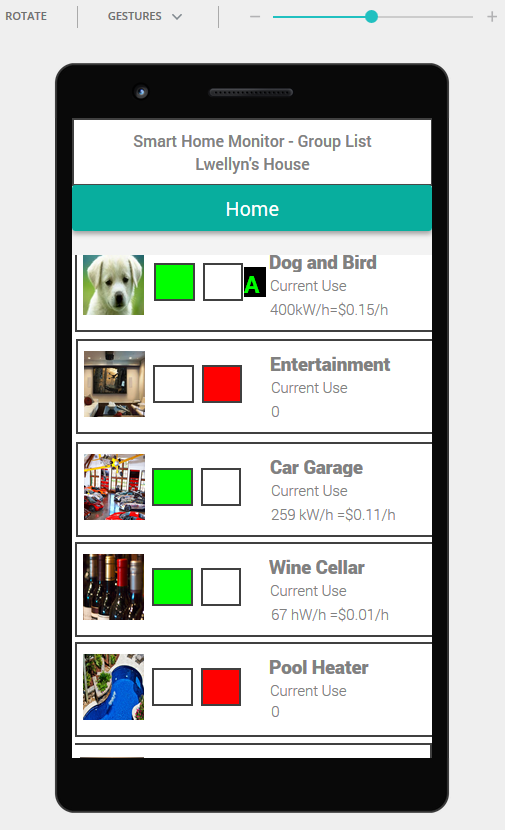 ROTATE
GESTURES
Smart Home Monitor - Group List
Lwellyn's House
Home
Dog and Bird
A
Current Use
400kW/h=$0.15/h
Entertainment
Current Use
0
Car Garage
Current Use
259 kW/h =$0.11/h
Wine Cellar
Current Use
67 hW/h =$0.01/h
Pool Heater
Current Use
0